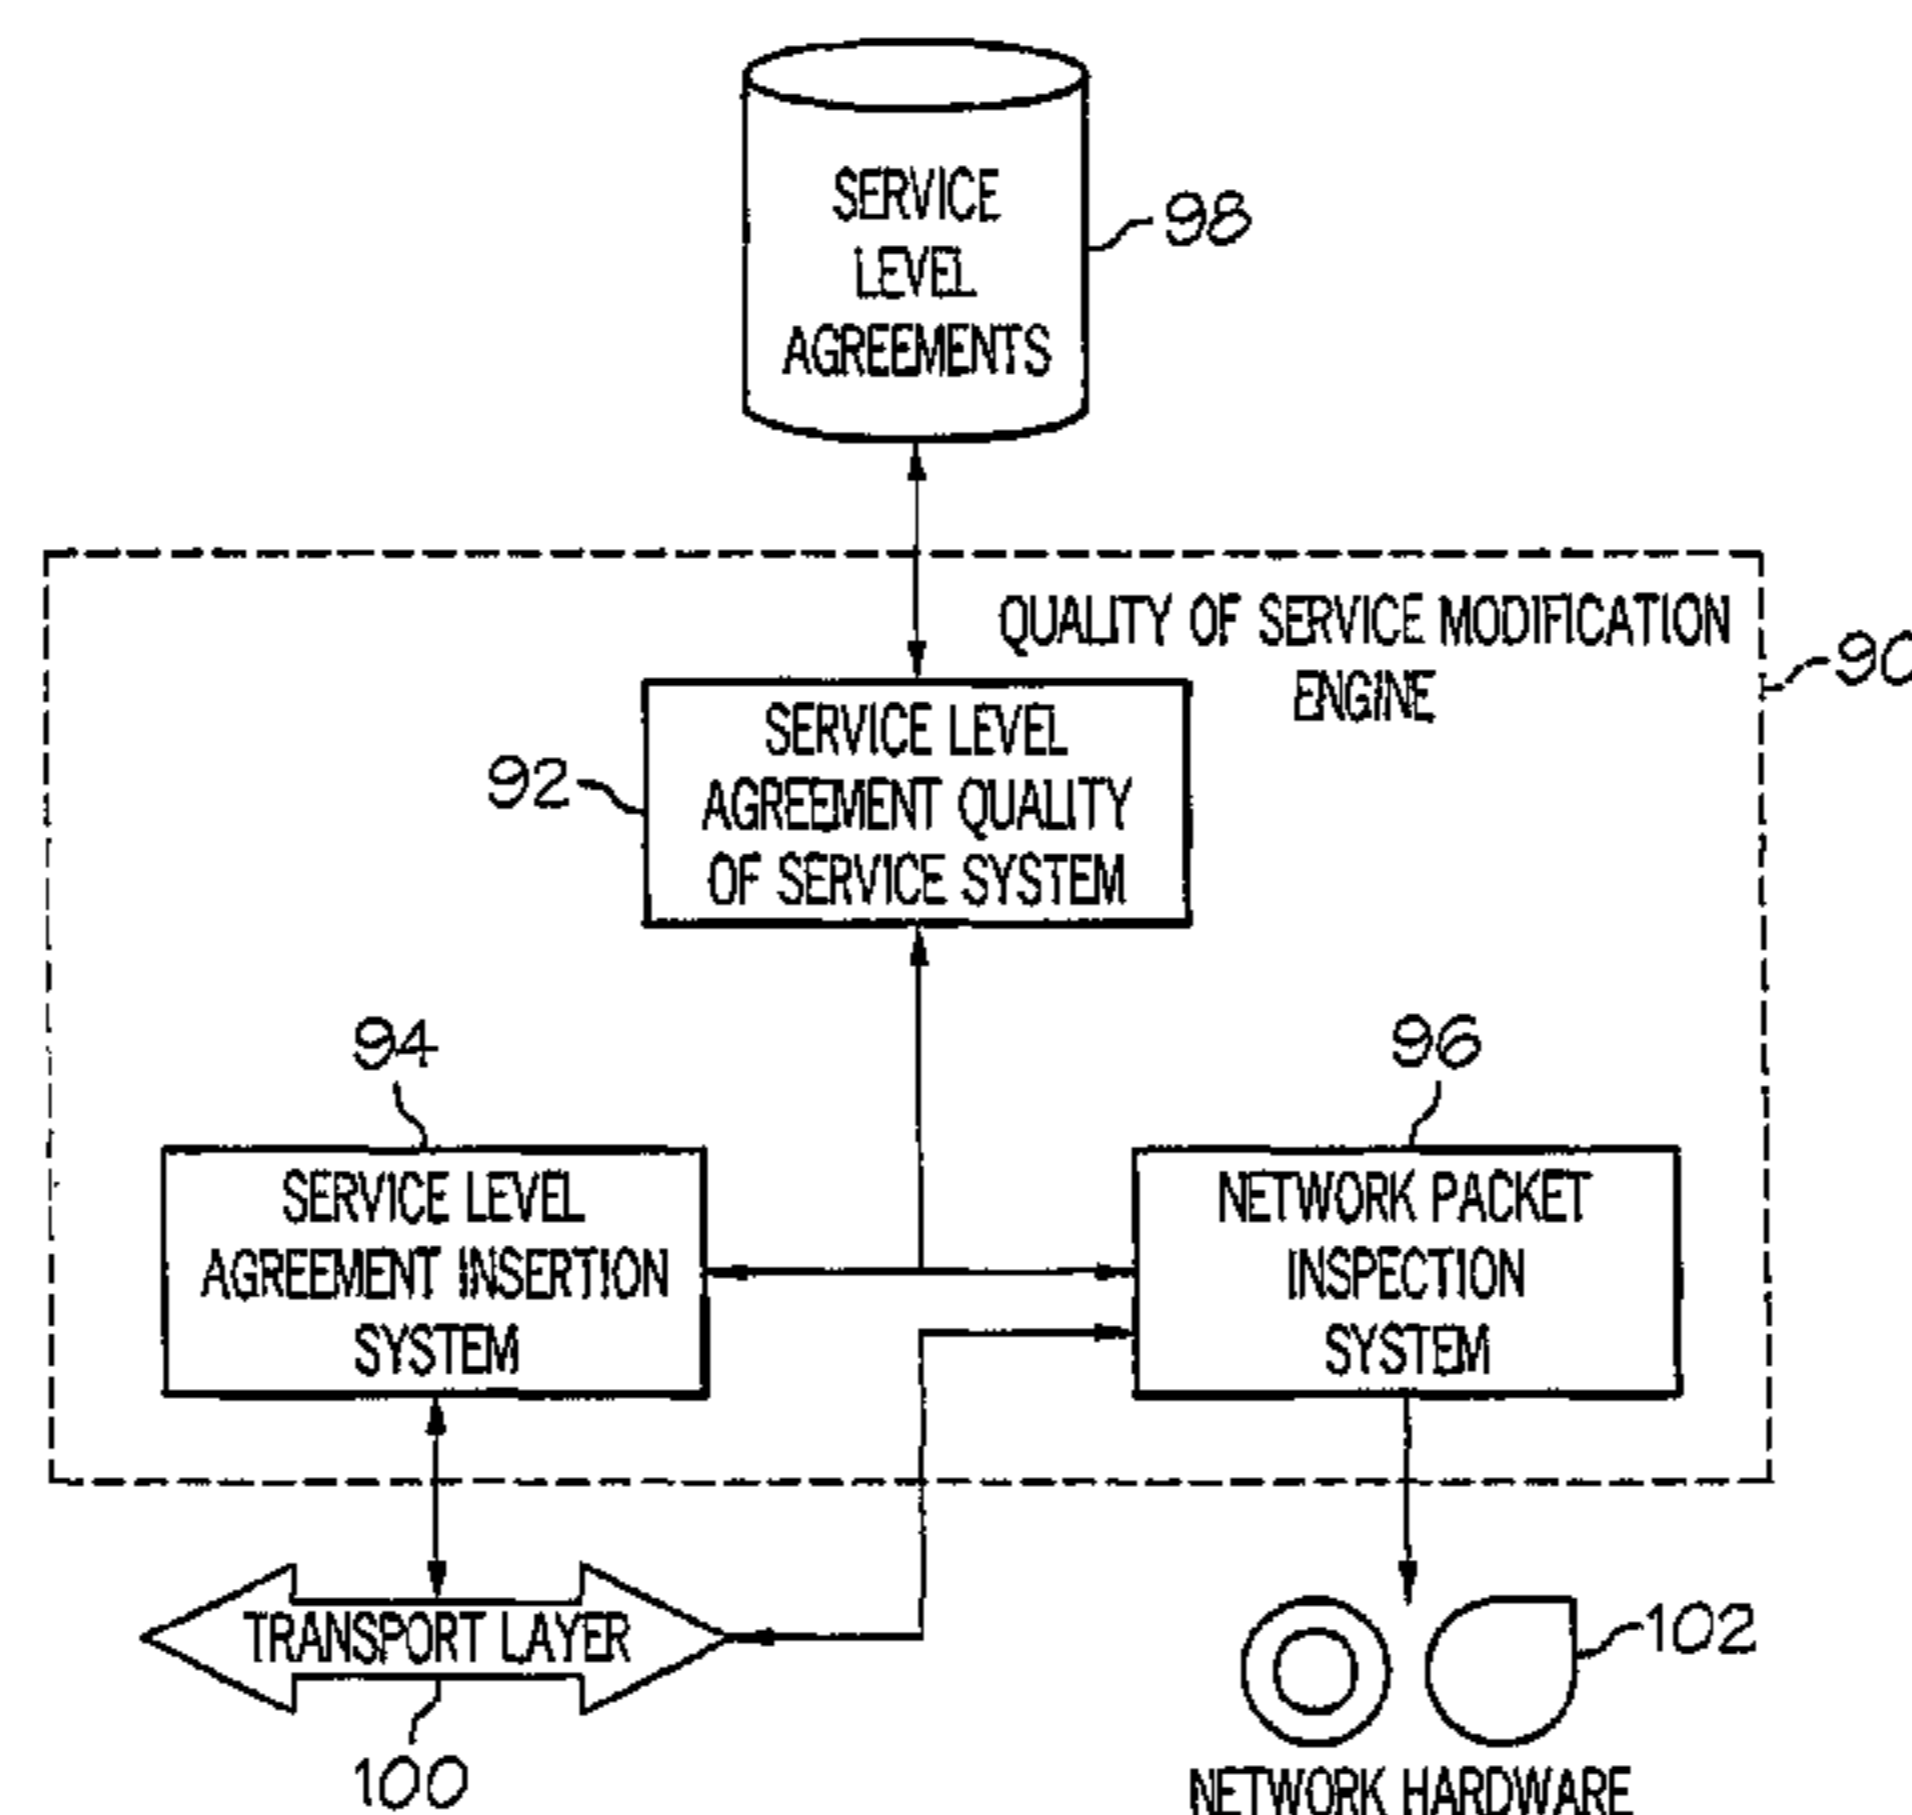 SERVICE
LEVEL
AGREEMENTS
98
QUALITY OF SERVICE MODIFICATION
ENGINE
90
SERVICE LEVEL
AGREEMENT QUALITY
OF SERVICE SYSTEM
92
94
96
SERVICE LEVEL
AGREEMENT INSERTION
SYSTEM
NETWORK PACKET
INSPECTION
SYSTEM
TRANSPORT LAYER
100
102
NETWORK HARDWARE